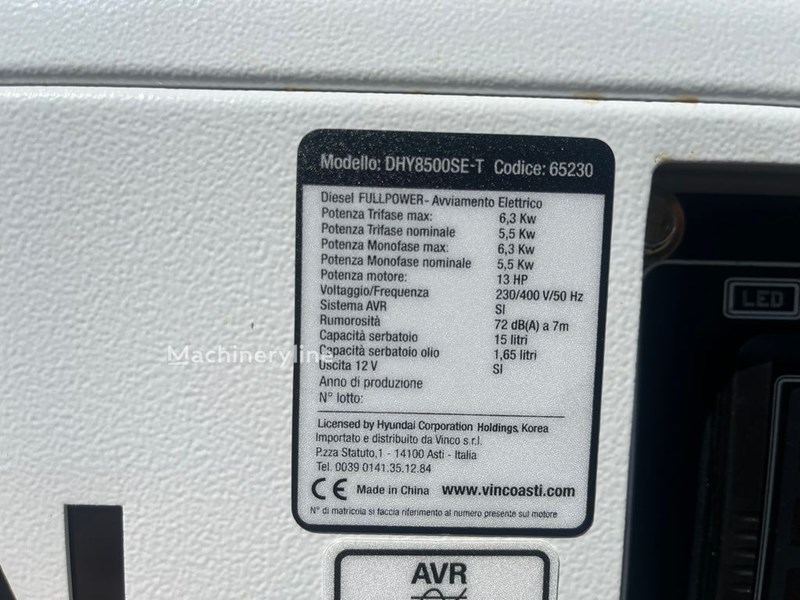 Modello: DHY8500SE-T Codice: 65230
Diesel FULLPOWER- Avviamento Elettrico
Potenza Trifase max: 6,3 Kw
Potenza Trifase nominale 5,5 Kw
Potenza Monofase max: 6,3 Kw
Potenza Monofase nominale 5,5 Kw
Potenza motore: 13 HP
Voltaggio/Frequenza 230/400 V/50 Hz
Sistema AVR SI
Rumorosità 72 dB(A) a 7m
Capacità serbatoio 15 litri
Capacità serbatoio olio 1,65 litri
Uscita 12 V SI
Anno di produzione
N° lotto:
Licensed by Hyundai Corporation Holdings, Korea
Importato e distribuito da Vinco s.r.l.
P.zza Statuto,1 - 14100 Asti - Italia
Tel. 0039 0141.35.12.84
CE Made in China www.vincoasti.com
N° di matricola si faccia riferimento al numero presente sul motore
AVR
LED
Machineryline